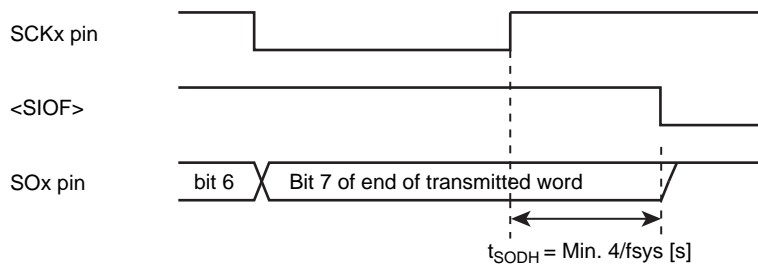 SCKx pin
<SIOF>
SOx pin
bit 6
Bit 7 of end of transmitted word
tSODH = Min. 4/fsys [s]